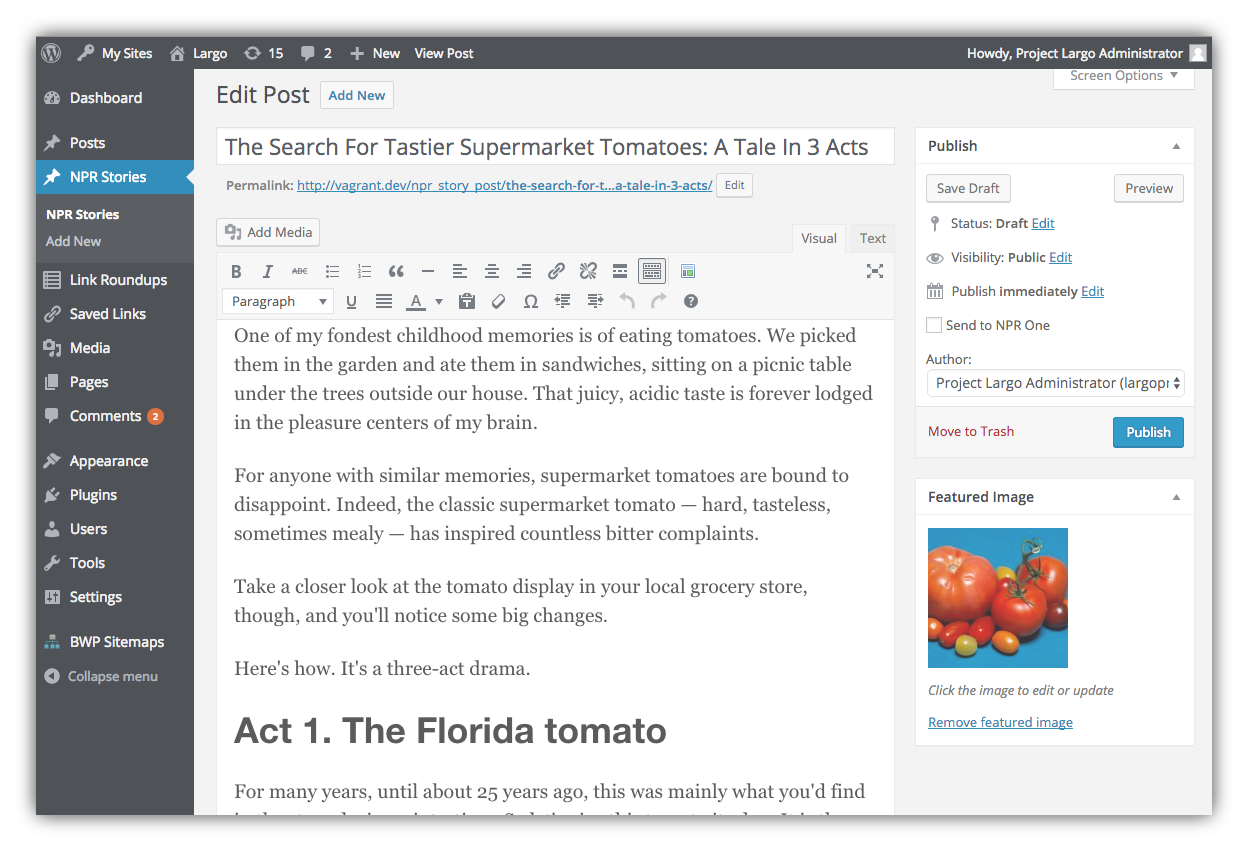 My Sites Largo 15 2 New View Post Howdy, Project Largo Administrator
Screen Options
Dashboard
Posts
NPR Stories
NPR Stories
Add New
Link Roundups
Saved Links
Media
Pages
Comments 2
Appearance
Plugins
Users
Tools
Settings
BWP Sitemaps
Collapse menu
Edit Post Add New
The Search For Tastier Supermarket Tomatoes: A Tale In 3 Acts
Permalink: http://vagrant.dev/npr_story_post/the-search-for-t...a-tale-in-3-acts/ Edit
Add Media
Visual Text
B I ABC
Paragraph U A Ω ?
One of my fondest childhood memories is of eating tomatoes. We picked
them in the garden and ate them in sandwiches, sitting on a picnic table
under the trees outside our house. That juicy, acidic taste is forever lodged
in the pleasure centers of my brain.
For anyone with similar memories, supermarket tomatoes are bound to
disappoint. Indeed, the classic supermarket tomato — hard, tasteless,
sometimes mealy — has inspired countless bitter complaints.
Take a closer look at the tomato display in your local grocery store,
though, and you'll notice some big changes.
Here's how. It's a three-act drama.
Act 1. The Florida tomato
For many years, until about 25 years ago, this was mainly what you'd find
Publish
Save Draft Preview
Status: Draft Edit
Visibility: Public Edit
Publish immediately Edit
Send to NPR One
Author:
Project Largo Administrator (largopr
Move to Trash Publish
Featured Image
Click the image to edit or update
Remove featured image